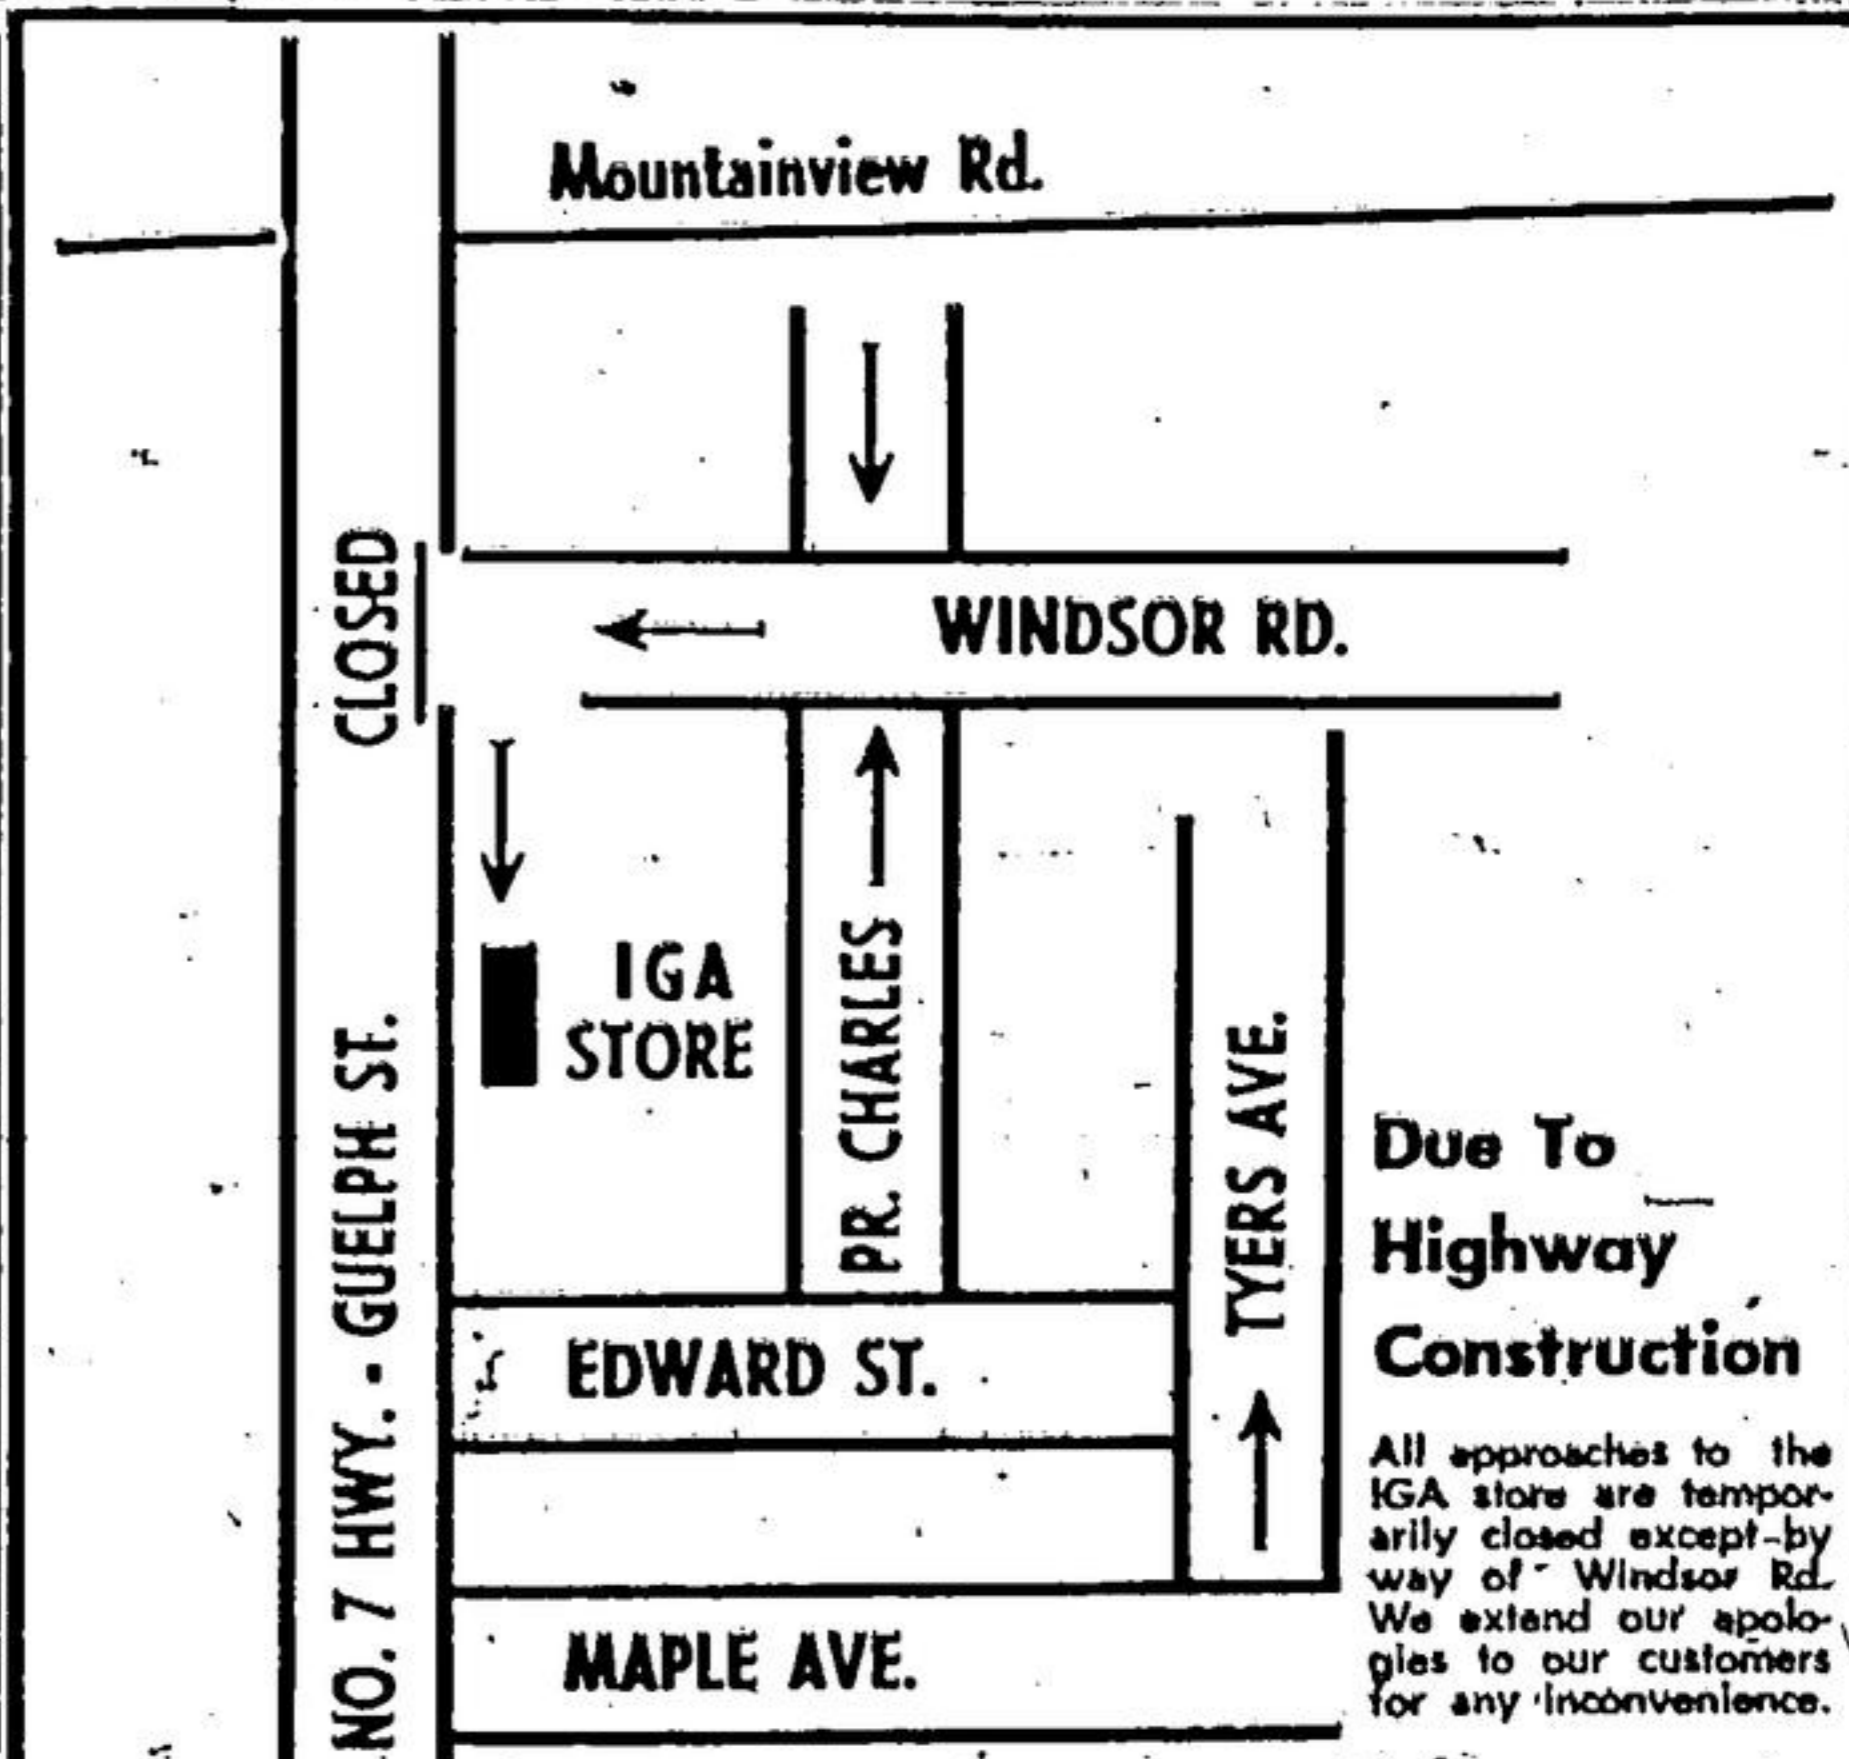 Mountainview Rd.
CLOSED
WINDSOR RD.
IGA
STORE
PR. CHARLES
TYERS AVE.
NO. 7 HWY. - GUELPH ST.
EDWARD ST.
MAPLE AVE.
Due To
Highway
Construction
All approaches to the
IGA store are tempor-
arily closed except by
way of Windsor Rd.
We extend our apolo-
gies to our customers
for any inconvenience.